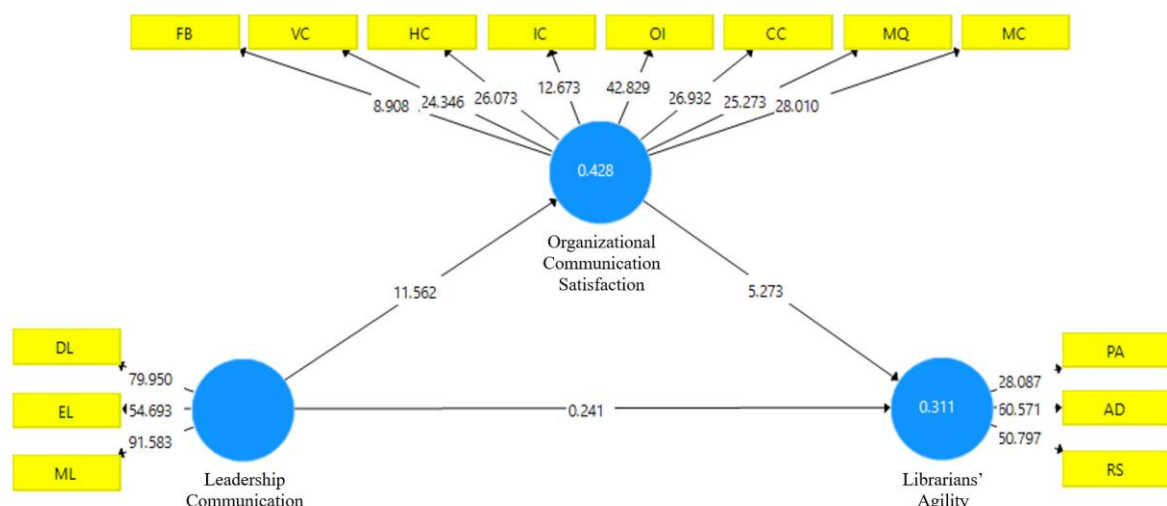 FB VC HC IC OI CC MQ MC
8.908 24.346 26.073 12.673 42.829 26.932 25.273 28.010
0.428
Organizational
Communication
Satisfaction
11.562 5.273
DL
EL
ML
79.950
54.693
91.583
Leadership
Communication
0.241
0.311
Librarians'
Agility
28.087
60.571
50.797
PA
AD
RS